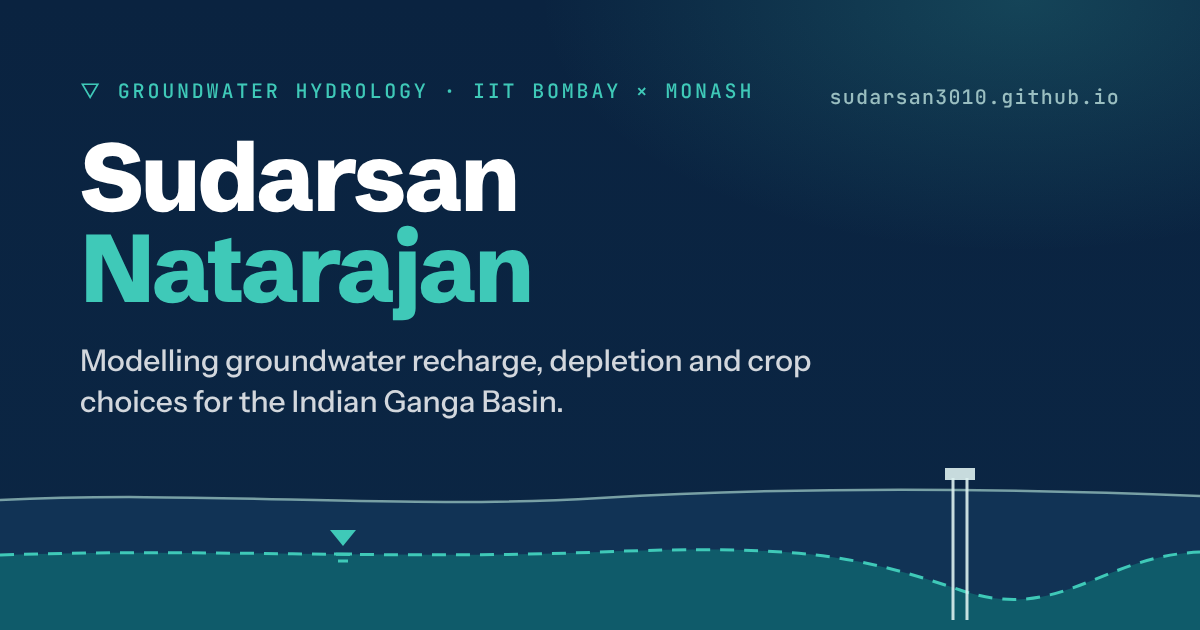 ▽ GROUNDWATER HYDROLOGY · IIT BOMBAY × MONASH
sudarsan3010.github.io
Sudarsan
Natarajan
Modelling groundwater recharge, depletion and crop
choices for the Indian Ganga Basin.